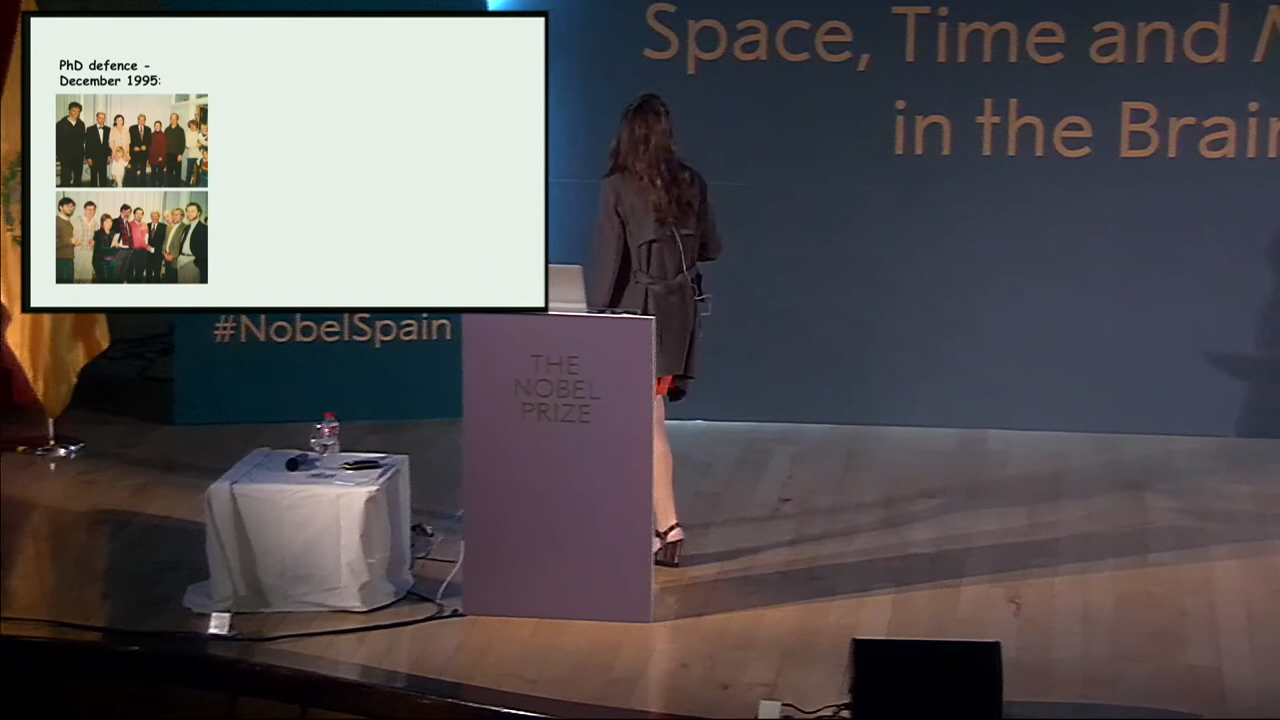 PhD defence -
December 1995:
Space, Time and
in the Brain
#NobelSpain
THE
NOBEL
PRIZE